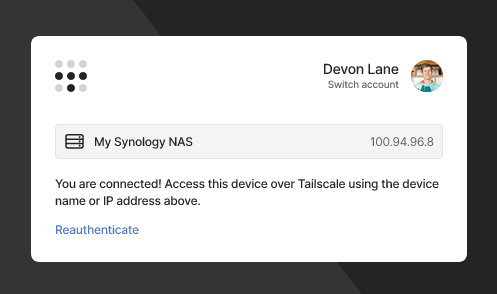 Devon Lane
Switch account
My Synology NAS
100.94.96.8
You are connected! Access this device over Tailscale using the device
name or IP address above.
Reauthenticate